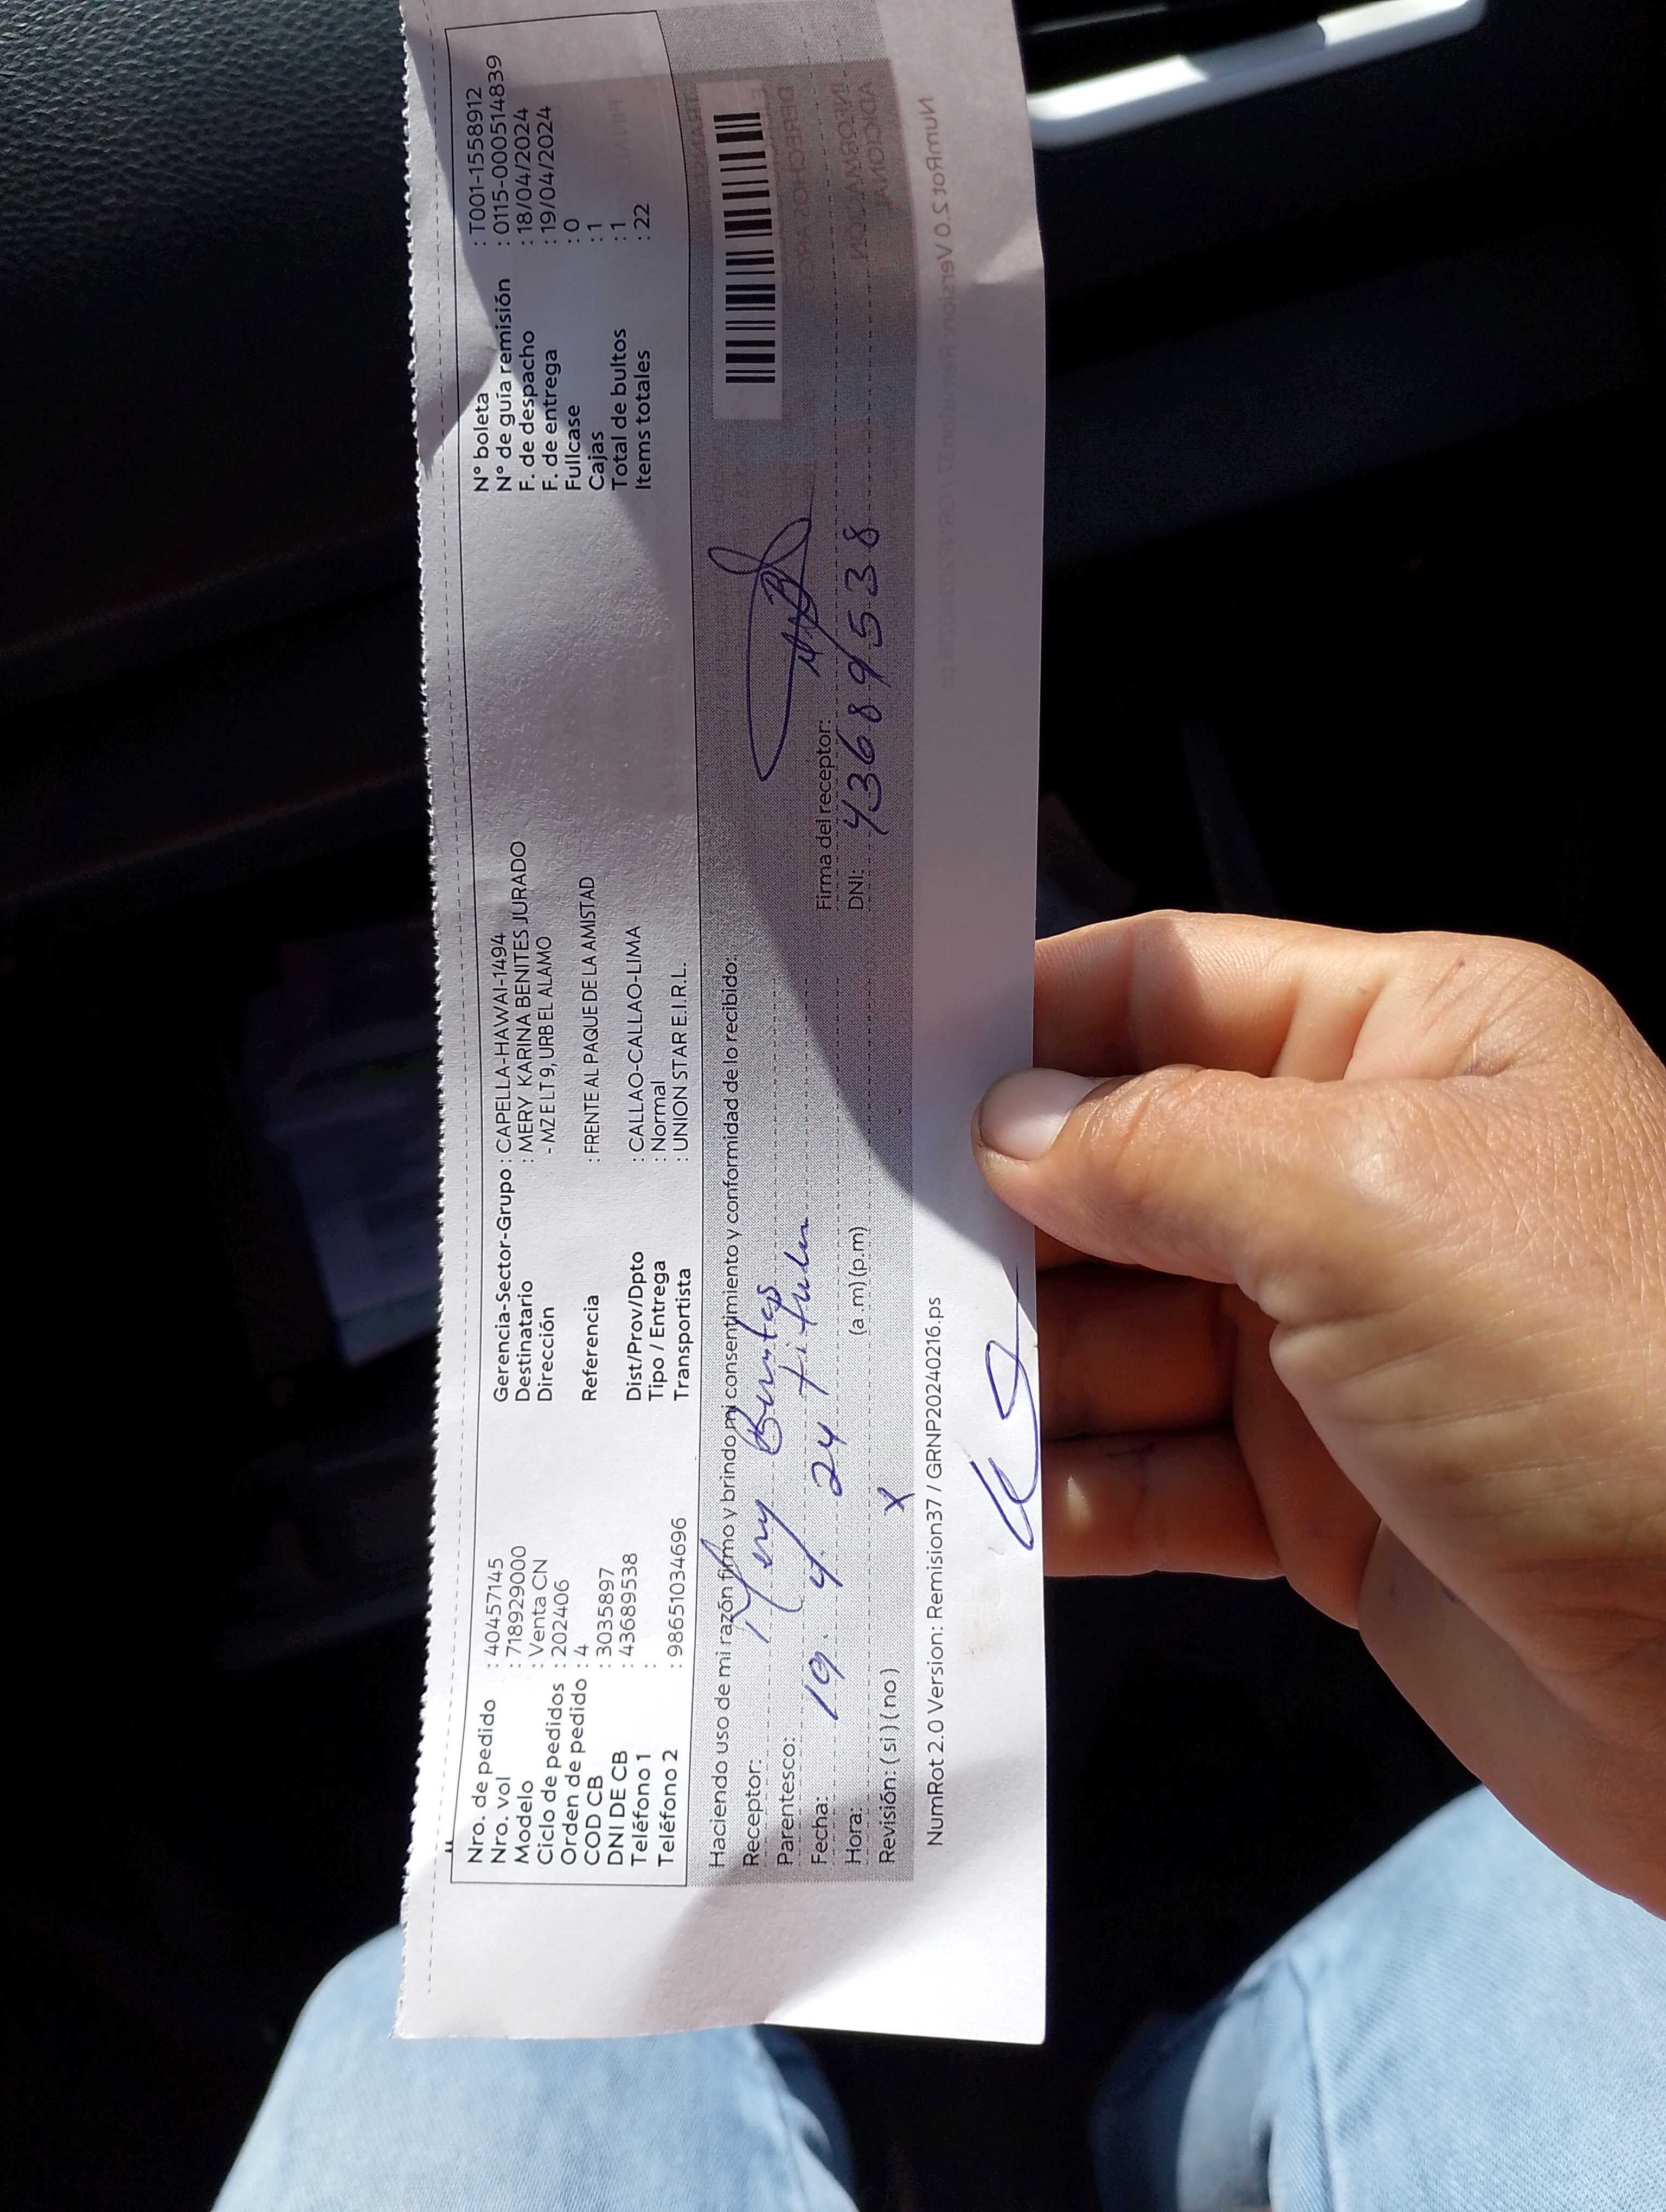 Nro. de pedido : 40457145
Nro. vol : 718929000
Modelo : Venta CN
Ciclo de pedidos : 202406
Orden de pedido : 4
COD CB : 3035897
DNI DE CB : 43689538
Teléfono 1 :
Teléfono 2 : 98651034696
Gerencia-Sector-Grupo : CAPELLA-HAWAI-1494
Destinatario : MERY KARINA BENITES JURADO
Dirección - MZ E LT 9, URB EL ALAMO
Referencia : FRENTE AL PAQUE DE LA AMISTAD
Dist/Prov/Dpto : CALLAO-CALLAO-LIMA
Tipo / Entrega : Normal
Transportista : UNION STAR E.I.R.L.
N° boleta : T001-1558912
N° de guía remisión : 0115-0000514839
F. de despacho : 18/04/2024
F. de entrega : 19/04/2024
Fullcase : 0
Cajas : 1
Total de bultos : 1
Items totales : 22
Haciendo uso de mi razón firmo y brindo mi consentimiento y conformidad de lo recibido:
Receptor: Mery Benites
Parentesco: titular
Fecha: 19. 4. 24
Hora: (a .m) (p.m)
Revisión: ( si ) ( no ) X
Firma del receptor:
DNI: 43689538
NumRot 2.0 Version: Remision37 / GRNP20240216.ps